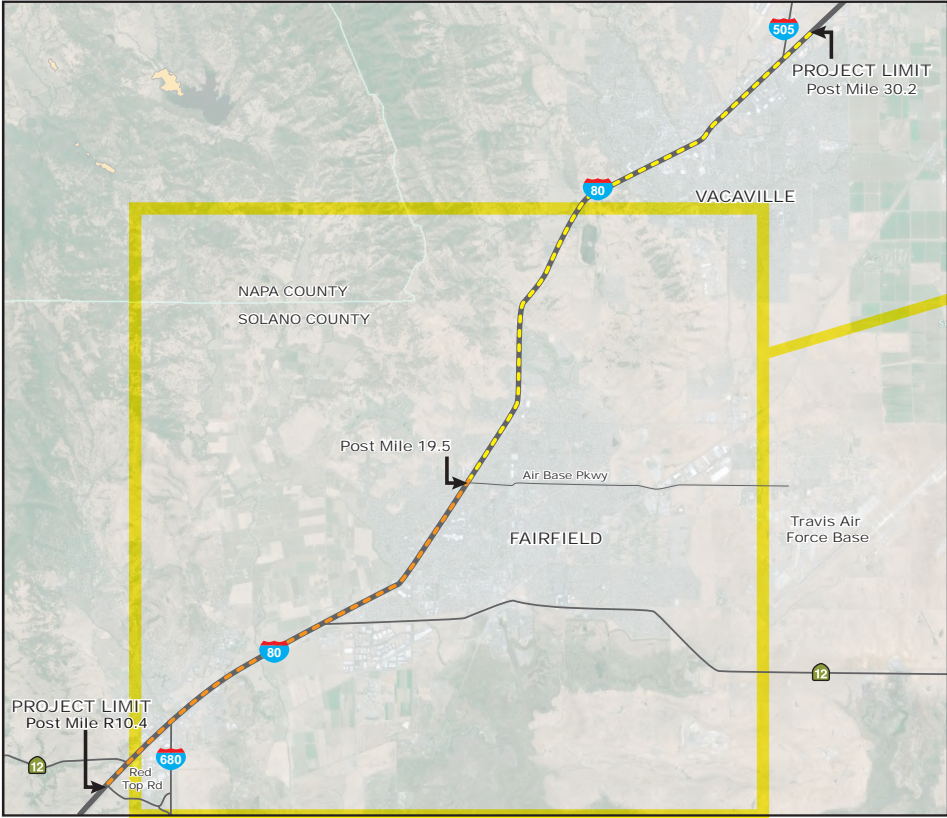 505
PROJECT LIMIT
Post Mile 30.2
80
VACAVILLE
NAPA COUNTY
SOLANO COUNTY
Post Mile 19.5
Air Base Pkwy
Travis Air
Force Base
FAIRFIELD
80
12
PROJECT LIMIT
Post Mile R10.4
680
12
Red
Top Rd